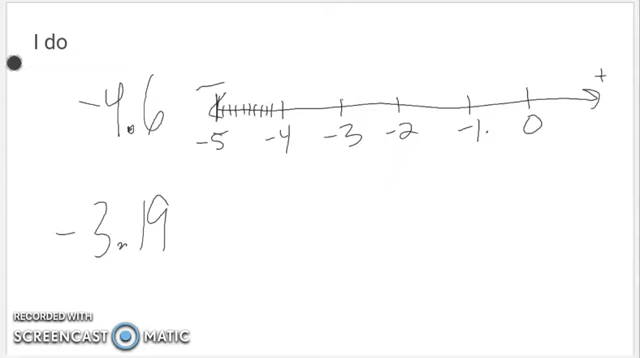 I do
-4.6
- +
-5 -4 -3 -2 -1 0
-3.19
RECORDED WITH
SCREENCAST MATIC